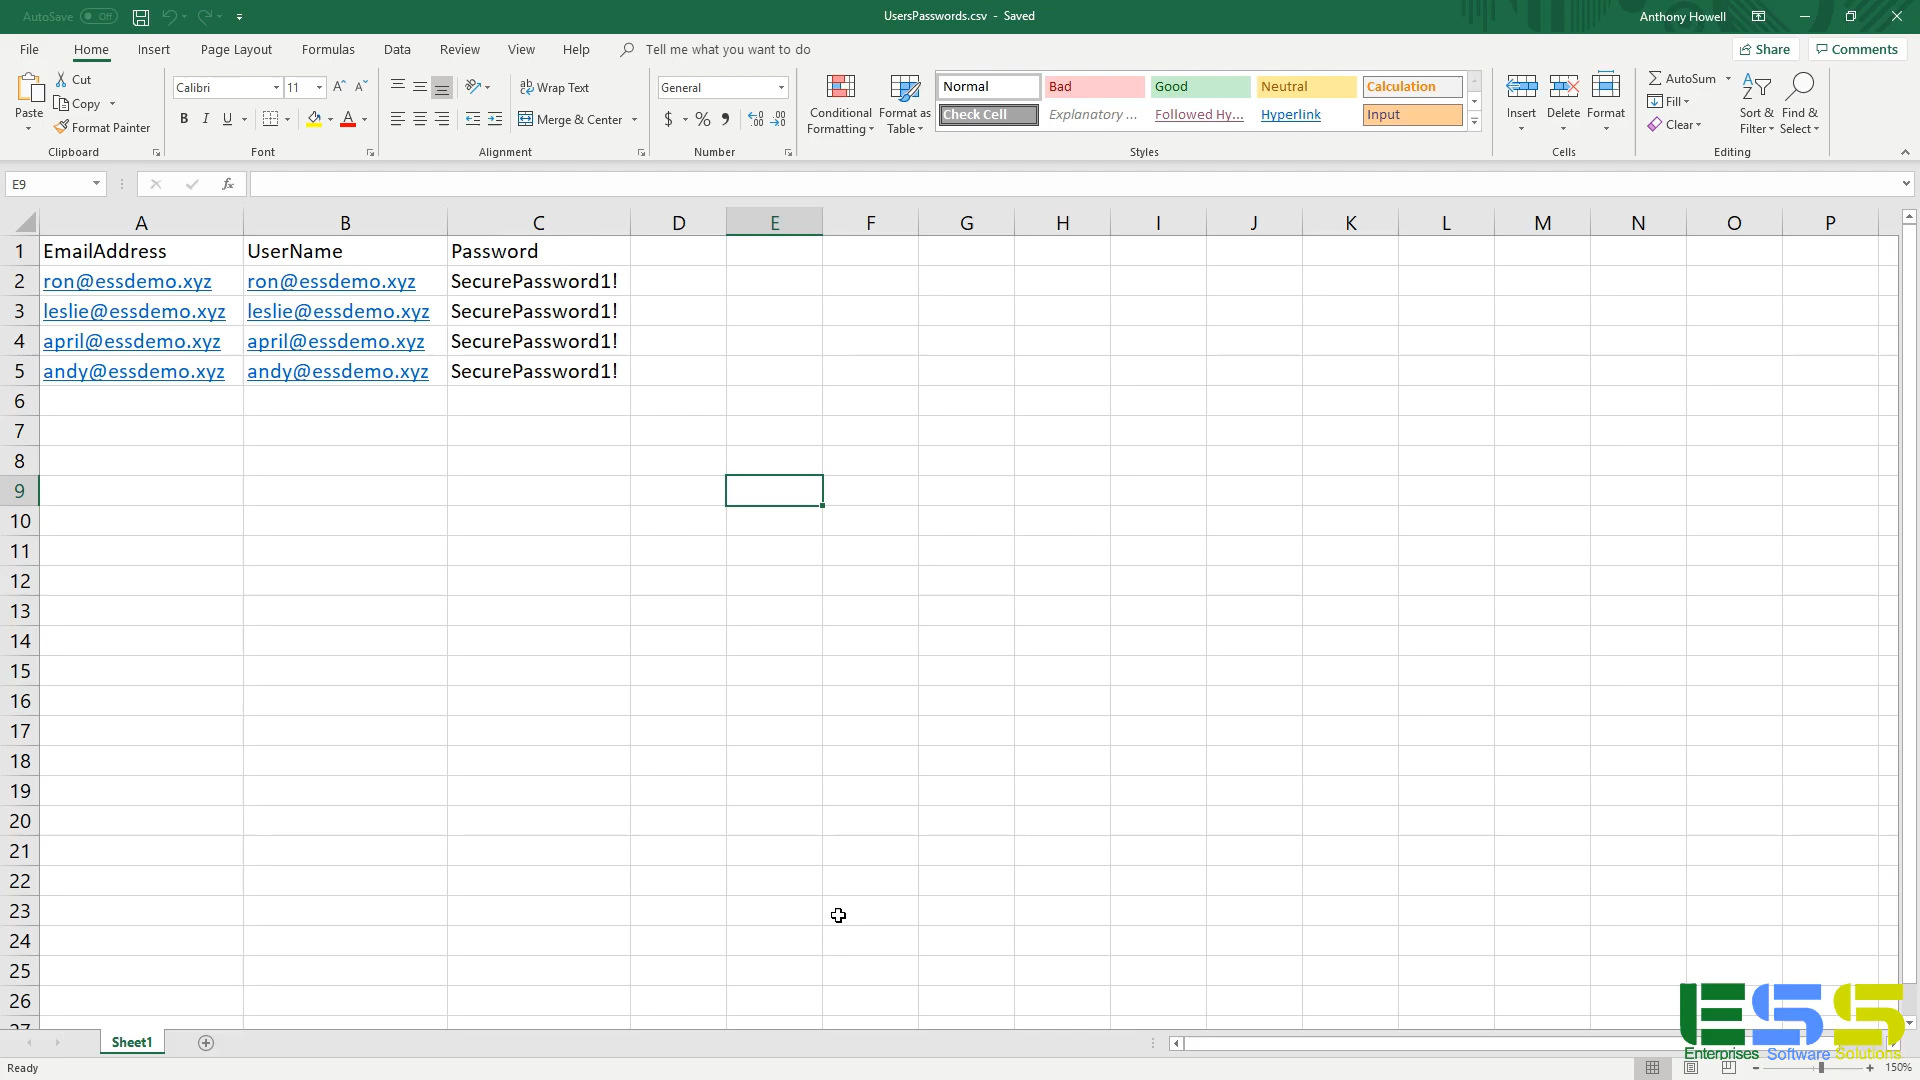 AutoSave Off UsersPasswords.csv - Saved Anthony Howell
File Home Insert Page Layout Formulas Data Review View Help Tell me what you want to do Share Comments
Paste
Cut
Copy
Format Painter
Clipboard
Calibri 11 A A
B I U A
Font
Wrap Text
Merge & Center
Alignment
General
$ % 9 .00 .00
Number
Conditional Formatting
Format as Table
Normal Bad Good Neutral Calculation
Check Cell Explanatory ... Followed Hy... Hyperlink Input
Styles
Insert Delete Format
Cells
AutoSum
Fill
Clear
Sort & Filter
Find & Select
Editing
E9 fx
A B C D E F G H I J K L M N O P
1 EmailAddress UserName Password
2 ron@essdemo.xyz ron@essdemo.xyz SecurePassword1!
3 leslie@essdemo.xyz leslie@essdemo.xyz SecurePassword1!
4 april@essdemo.xyz april@essdemo.xyz SecurePassword1!
5 andy@essdemo.xyz andy@essdemo.xyz SecurePassword1!
6
7
8
9
10
11
12
13
14
15
16
17
18
19
20
21
22
23
24
25
26
27
ESS
Enterprises Software Solutions
Sheet1
Ready 150%